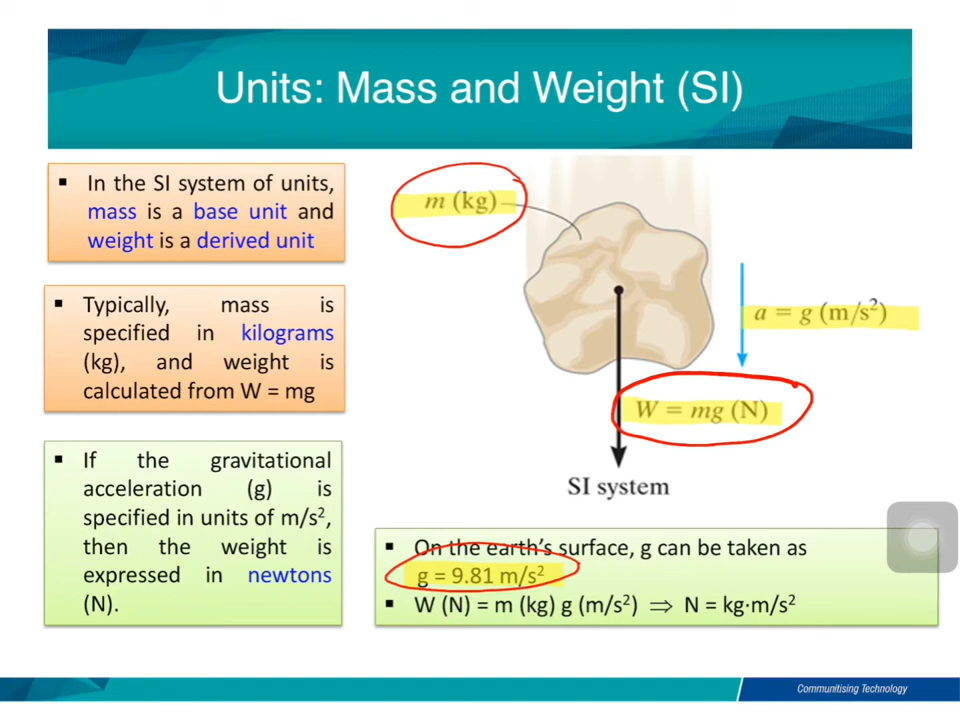 Units: Mass and Weight (SI)
▪ In the SI system of units,
mass is a base unit and
weight is a derived unit
▪ Typically, mass is
specified in kilograms
(kg), and weight is
calculated from W = mg
▪ If the gravitational
acceleration (g) is
specified in units of m/s²,
then the weight is
expressed in newtons
(N).
m (kg)
a = g (m/s²)
W = mg (N)
SI system
▪ On the earth's surface, g can be taken as
g = 9.81 m/s²
▪ W (N) = m (kg) g (m/s²) ⟹ N = kg·m/s²
Communitising Technology